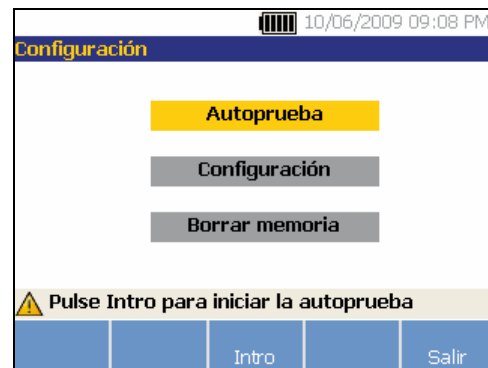 10/06/2009 09:08 PM
Configuración
Autoprueba
Configuración
Borrar memoria
Pulse Intro para iniciar la autoprueba
Intro Salir